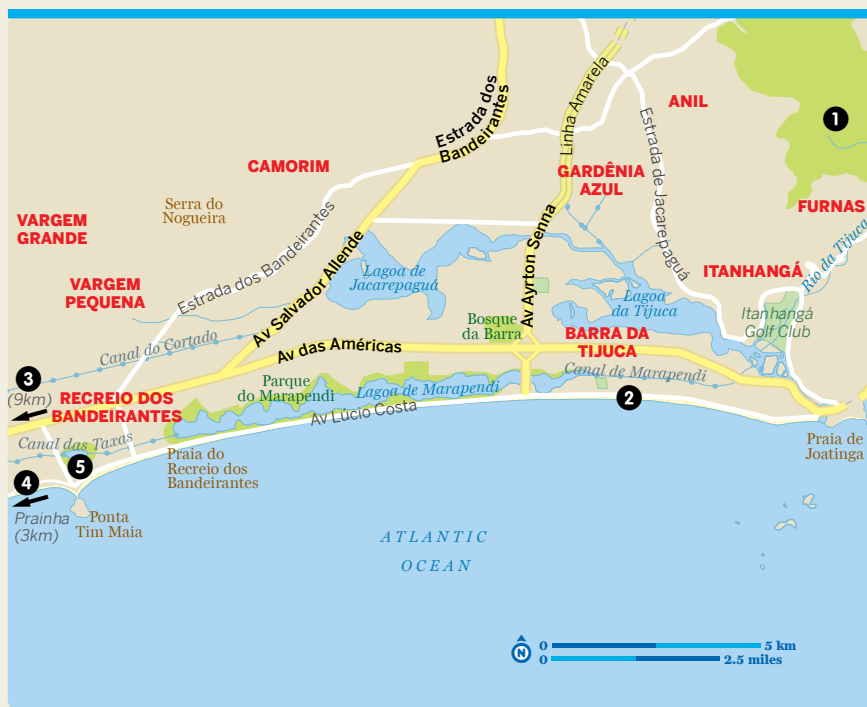 Estrada dos
Bandeirantes
Linha Amarela
ANIL
1
Estrada de Jacarepaguá
CAMORIM
GARDÊNIA
AZUL
Serra do
Nogueira
FURNAS
VARGEM
GRANDE
Estrada dos Bandeirantes
Av Salvador Allende
Av Ayrton Senna
Rio da Tijuca
ITANHANGÁ
VARGEM
PEQUENA
Lagoa de
Jacarepaguá
Lagoa
da Tijuca
Itanhangá
Golf Club
Bosque
da Barra
BARRA DA
TIJUCA
Canal do Cortado
Av das Américas
3
(9km)
RECREIO DOS
BANDEIRANTES
Parque
do Marapendi
Lagoa de Marapendi
Canal de Marapendi
2
Av Lúcio Costa
Canal das Taxas
Praia de
Joatinga
Praia do
Recreio dos
Bandeirantes
5
4
Prainha
(3km)
Ponta
Tim Maia
ATLANTIC
OCEAN
N
0 5 km
0 2.5 miles